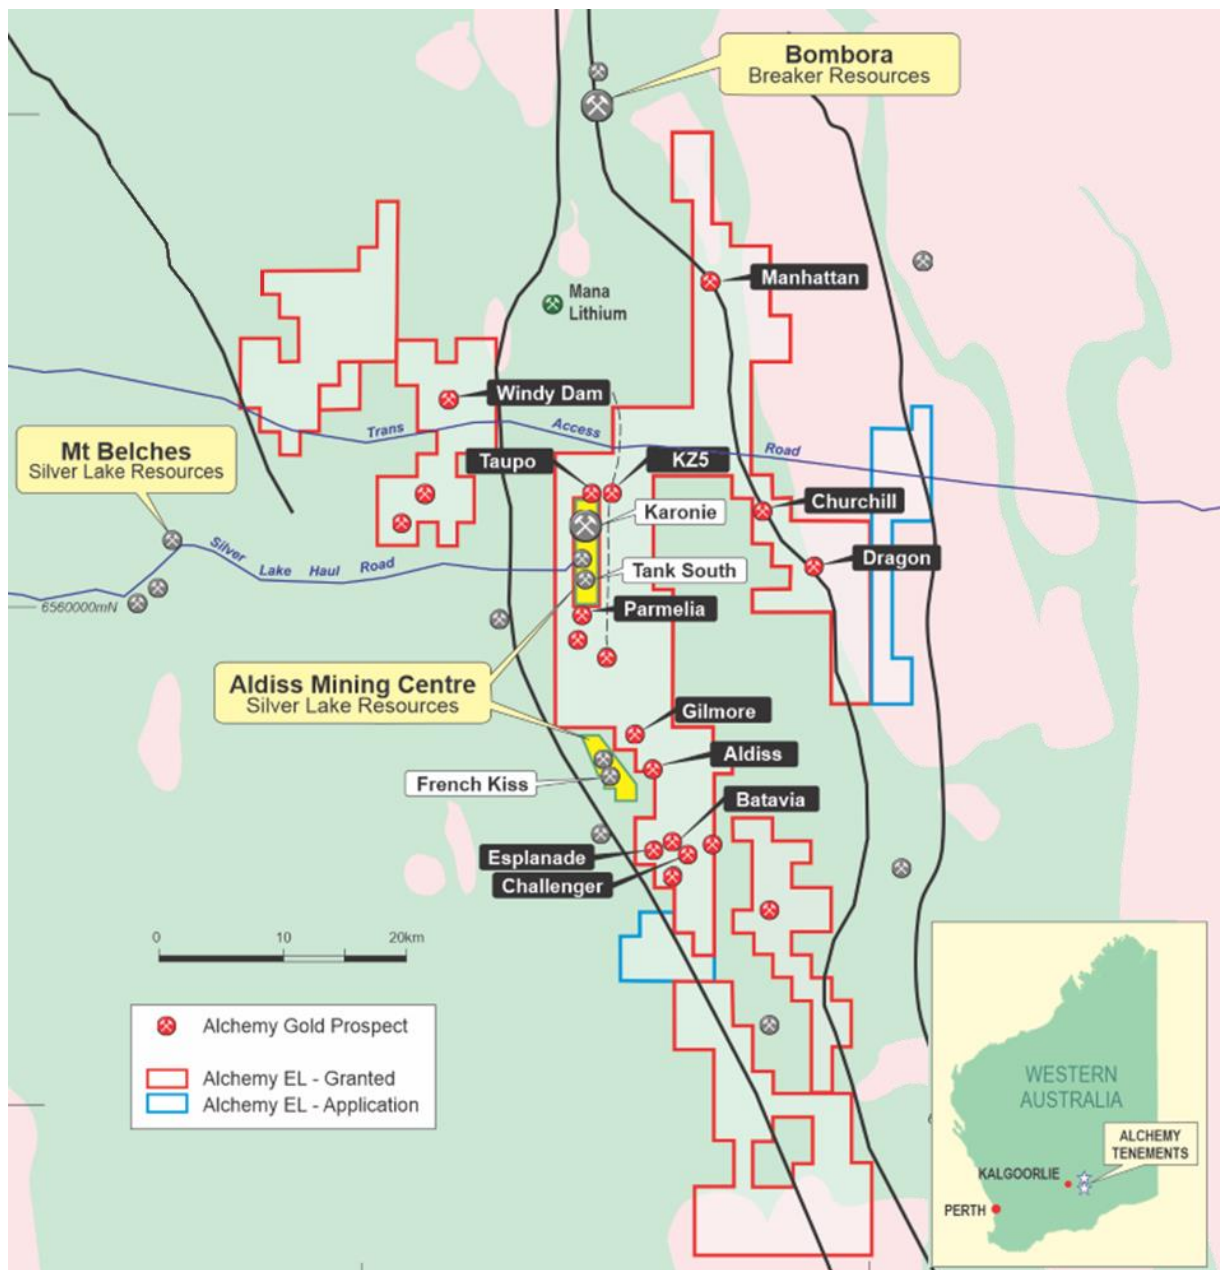 Bombora
Breaker Resources
Manhattan
Mana
Lithium
Windy Dam
Trans Access Road
Mt Belches
Silver Lake Resources
Taupo
KZ5
Karonie
Churchill
Silver Lake Haul Road
Tank South
Dragon
6560000mN
Parmelia
Aldiss Mining Centre
Silver Lake Resources
Gilmore
Aldiss
French Kiss
Batavia
Esplanade
Challenger
0 10 20km
Alchemy Gold Prospect
Alchemy EL - Granted
Alchemy EL - Application
WESTERN
AUSTRALIA
ALCHEMY
TENEMENTS
KALGOORLIE
PERTH